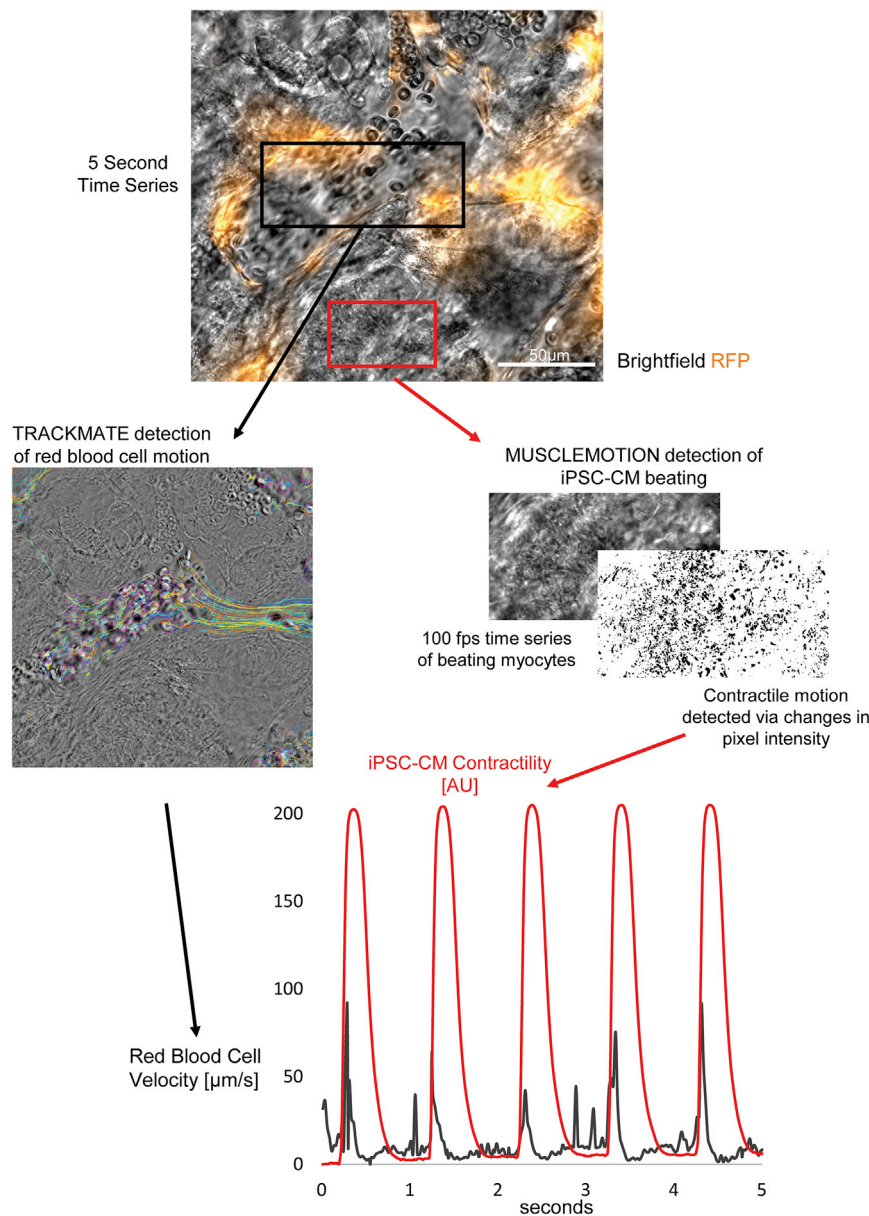 5 Second
Time Series
50µm
Brightfield RFP
TRACKMATE detection
of red blood cell motion
MUSCLEMOTION detection of
iPSC-CM beating
100 fps time series
of beating myocytes
Contractile motion
detected via changes in
pixel intensity
iPSC-CM Contractility
[AU]
200
150
100
50
0
Red Blood Cell
Velocity [µm/s]
0 1 2 3 4 5
seconds